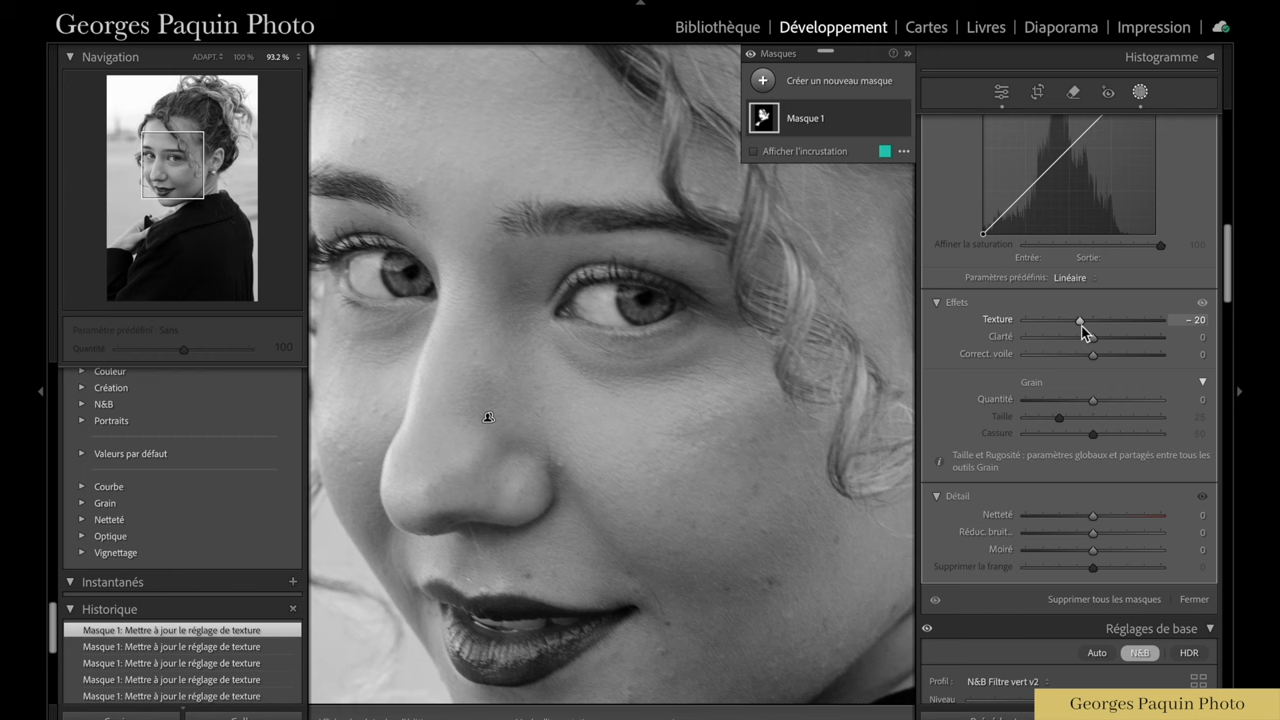 Georges Paquin Photo
Bibliothèque
Développement
Cartes
Livres
Diaporama
Impression
Navigation
ADAPT.
100 %
93.2 %
Paramètre prédéfini : Sans
Quantité
100
Couleur
Création
N&B
Portraits
Valeurs par défaut
Courbe
Grain
Netteté
Optique
Vignettage
Instantanés
Historique
Masque 1: Mettre à jour le réglage de texture
Masque 1: Mettre à jour le réglage de texture
Masque 1: Mettre à jour le réglage de texture
Masque 1: Mettre à jour le réglage de texture
Masque 1: Mettre à jour le réglage de texture
Masques
Créer un nouveau masque
Masque 1
Afficher l'incrustation
Histogramme
Affiner la saturation 100
Entrée: Sortie:
Paramètres prédéfinis: Linéaire
Effets
Texture – 20
Clarté 0
Correct. voile 0
Grain
Quantité 0
Taille 25
Cassure 50
Taille et Rugosité : paramètres globaux et partagés entre tous les
outils Grain
Détail
Netteté 0
Réduc. bruit... 0
Moiré 0
Supprimer la frange 0
Supprimer tous les masques Fermer
Réglages de base
Auto N&B HDR
Profil : N&B Filtre vert v2
Niveau
Georges Paquin Photo